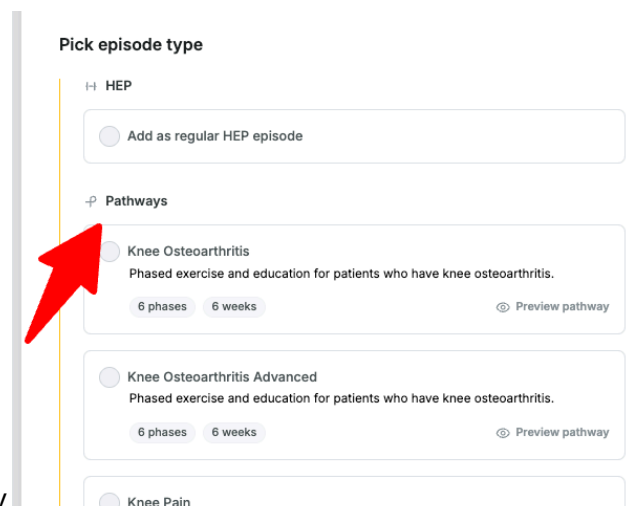 Pick episode type
HEP
Add as regular HEP episode
Pathways
Knee Osteoarthritis
Phased exercise and education for patients who have knee osteoarthritis.
6 phases 6 weeks Preview pathway
Knee Osteoarthritis Advanced
Phased exercise and education for patients who have knee osteoarthritis.
6 phases 6 weeks Preview pathway
Knee Pain